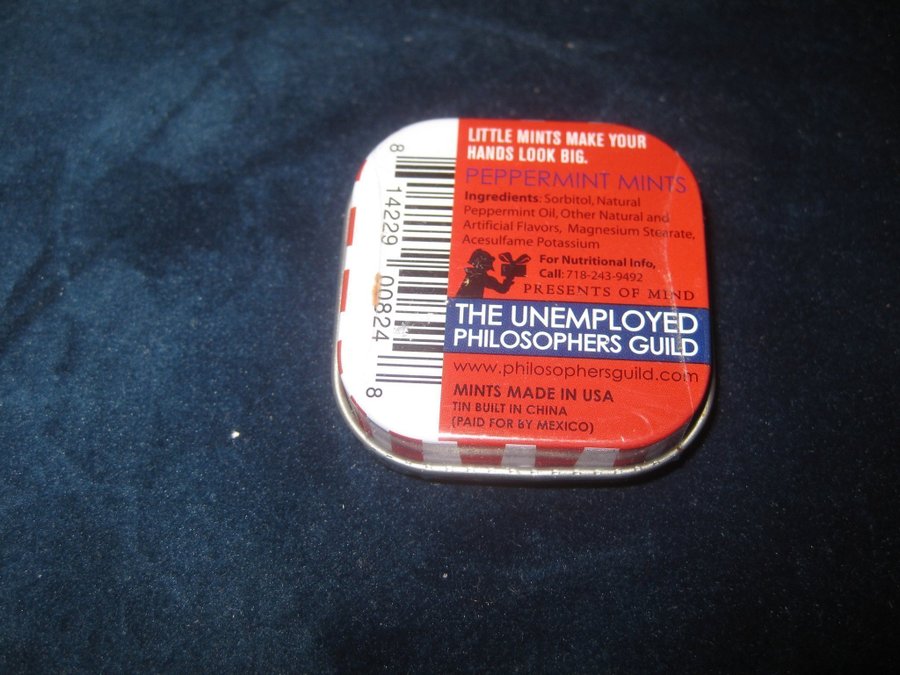 LITTLE MINTS MAKE YOUR
HANDS LOOK BIG.
PEPPERMINT MINTS
Ingredients: Sorbitol, Natural
Peppermint Oil, Other Natural and
Artificial Flavors, Magnesium Stearate,
Acesulfame Potassium
For Nutritional Info,
Call: 718-243-9492
PRESENTS OF MIND
THE UNEMPLOYED
PHILOSOPHERS GUILD
www.philosophersguild.com
MINTS MADE IN USA
TIN BUILT IN CHINA
(PAID FOR BY MEXICO)
8 14229 00824 8